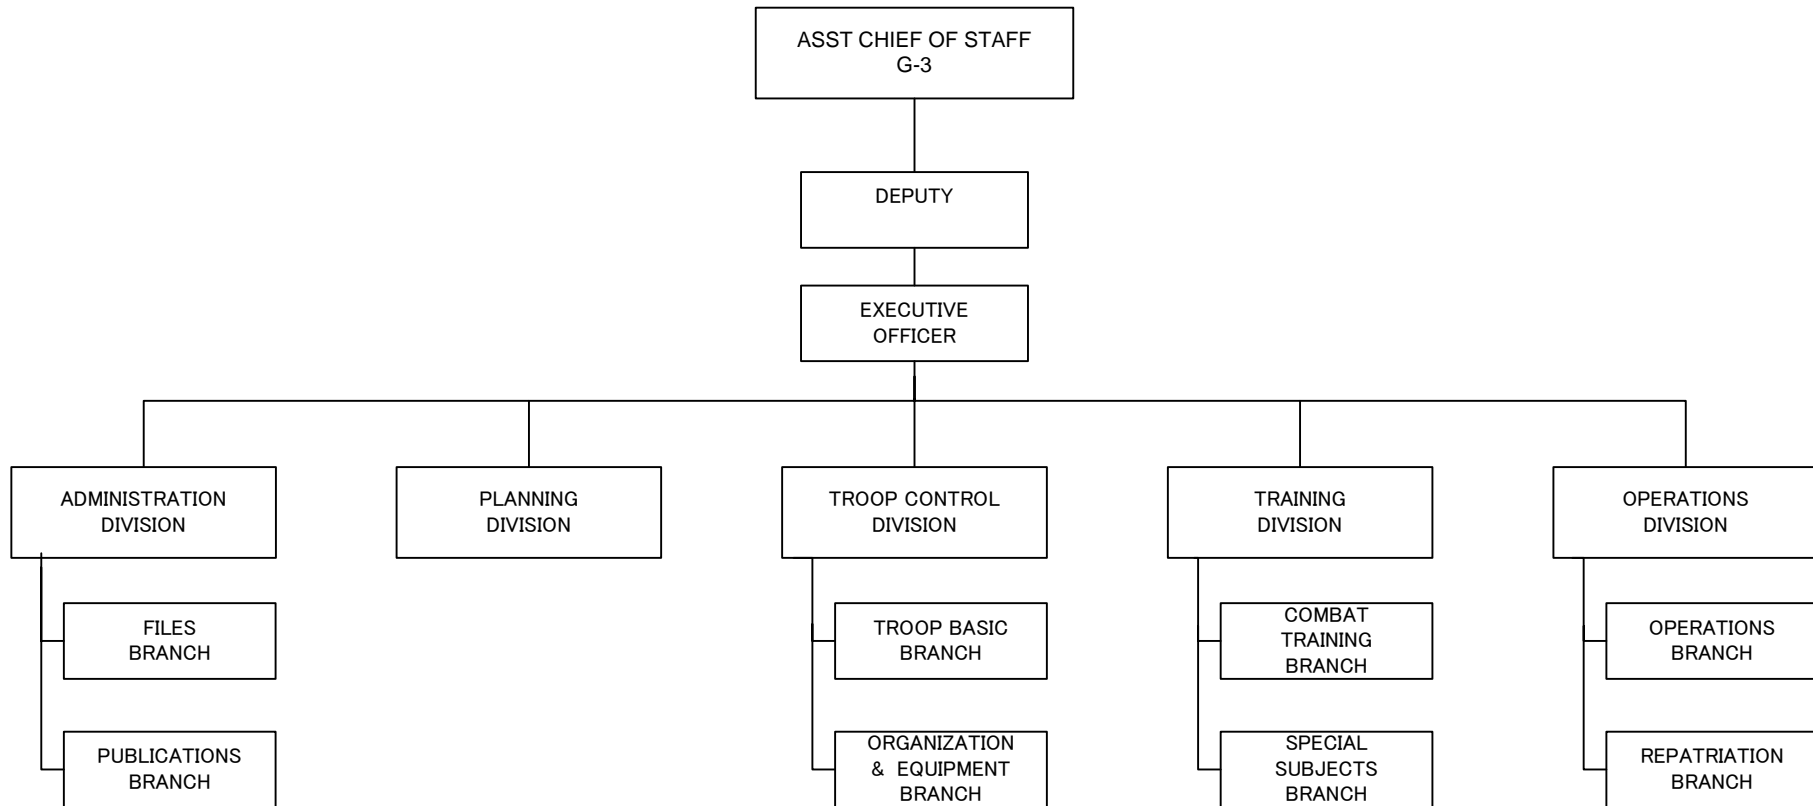 ASST CHIEF OF STAFF
G-3
DEPUTY
EXECUTIVE
OFFICER
ADMINISTRATION
DIVISION
PLANNING
DIVISION
TROOP CONTROL
DIVISION
TRAINING
DIVISION
OPERATIONS
DIVISION
FILES
BRANCH
TROOP BASIC
BRANCH
COMBAT
TRAINING
BRANCH
OPERATIONS
BRANCH
PUBLICATIONS
BRANCH
ORGANIZATION
& EQUIPMENT
BRANCH
SPECIAL
SUBJECTS
BRANCH
REPATRIATION
BRANCH